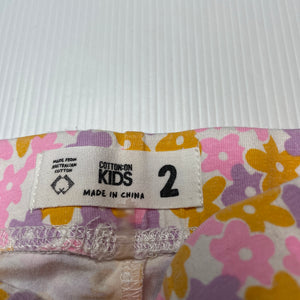 MADE FROM
AUSTRALIAN
COTTON
COTTON:ON
KIDS
MADE IN CHINA
2